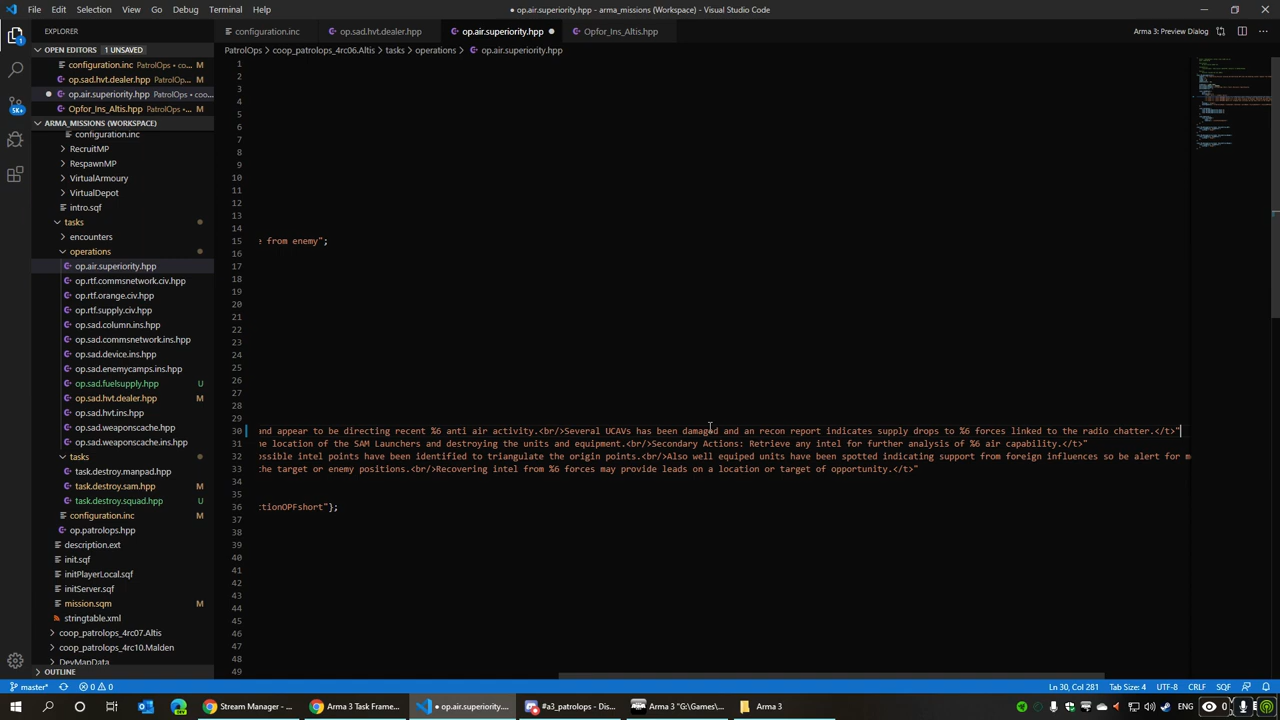 File Edit Selection View Go Debug Terminal Help
● op.air.superiority.hpp - arma_missions (Workspace) - Visual Studio Code
EXPLORER
configuration.inc
op.sad.hvt.dealer.hpp
op.air.superiority.hpp ●
Opfor_Ins_Altis.hpp
Arma 3: Preview Dialog
OPEN EDITORS 1 UNSAVED
PatrolOps > coop_patrolops_4rc06.Altis > tasks > operations > op.air.superiority.hpp
configuration.inc PatrolOps • co... M
op.sad.hvt.dealer.hpp PatrolOps M
● op.air.superiority.hpp PatrolOps • co...
Opfor_Ins_Altis.hpp PatrolOps • c... M
ARMA_MISSIONS (WORKSPACE)
configuration.inc
RecruitMP
RespawnMP
VirtualArmoury
VirtualDepot
intro.sqf
tasks
encounters
operations
op.air.superiority.hpp
op.rtf.commsnetwork.civ.hpp
op.rtf.orange.civ.hpp
op.rtf.supply.civ.hpp
op.sad.column.ins.hpp
op.sad.commsnetwork.ins.hpp
op.sad.device.ins.hpp
op.sad.enemycamps.ins.hpp
op.sad.fuelsupply.hpp U
op.sad.hvt.dealer.hpp M
op.sad.hvt.ins.hpp
op.sad.weaponscache.hpp
op.sad.weaponscache.ins.hpp
tasks
task.destroy.manpad.hpp
task.destroy.sam.hpp M
task.destroy.squad.hpp U
configuration.inc M
op.patrolops.hpp
description.ext
init.sqf
initPlayerLocal.sqf
initServer.sqf
mission.sqm M
stringtable.xml
coop_patrolops_4rc07.Altis
coop_patrolops_4rc10.Malden
DevMapData
OUTLINE
1
2
3
4
5
6
7
8
9
10
11
12
13
14
15 e from enemy";
16
17
18
19
20
21
22
23
24
25
26
27
28
29
30 and appear to be directing recent %6 anti air activity.<br/>Several UCAVs has been damaged and an recon report indicates supply drops to %6 forces linked to the radio chatter.</t>"
31 he location of the SAM Launchers and destroying the units and equipment.<br/>Secondary Actions: Retrieve any intel for further analysis of %6 air capability.</t>"
32 ossible intel points have been identified to triangulate the origin points.<br/>Also well equiped units have been spotted indicating support from foreign influences so be alert for m
33 the target or enemy positions.<br/>Recovering intel from %6 forces may provide leads on a location or target of opportunity.</t>"
34
35
36 ctionOPFshort"};
37
38
39
40
41
42
43
44
45
46
47
48
49
master* 0 0
Ln 30, Col 281 Tab Size: 4 UTF-8 CRLF SQF
5K+
Stream Manager - ...
Arma 3 Task Frame...
● op.air.superiority....
#a3_patrolops - Dis...
Arma 3 "G:\Games\...
Arma 3
ENG
0